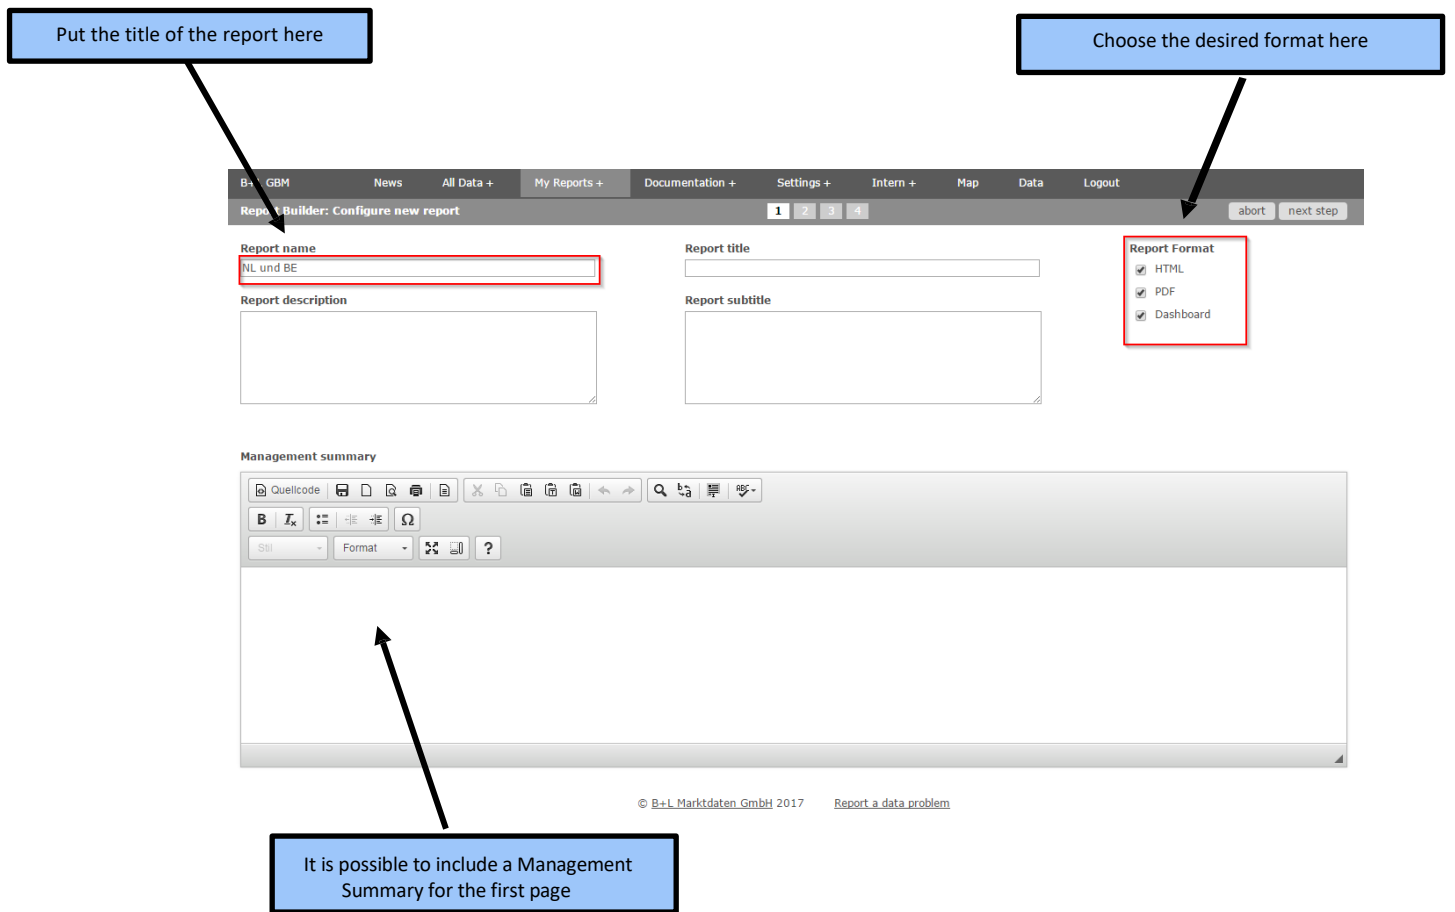 Put the title of the report here
Choose the desired format here
B+L GBM News All Data + My Reports + Documentation + Settings + Intern + Map Data Logout
Report Builder: Configure new report 1 2 3 4 abort next step
Report name Report title Report Format
NL und BE HTML
PDF
Report description Report subtitle
Dashboard
Management summary
Quellcode
Stil Format
© B+L Marktdaten GmbH 2017 Report a data problem
It is possible to include a Management
Summary for the first page